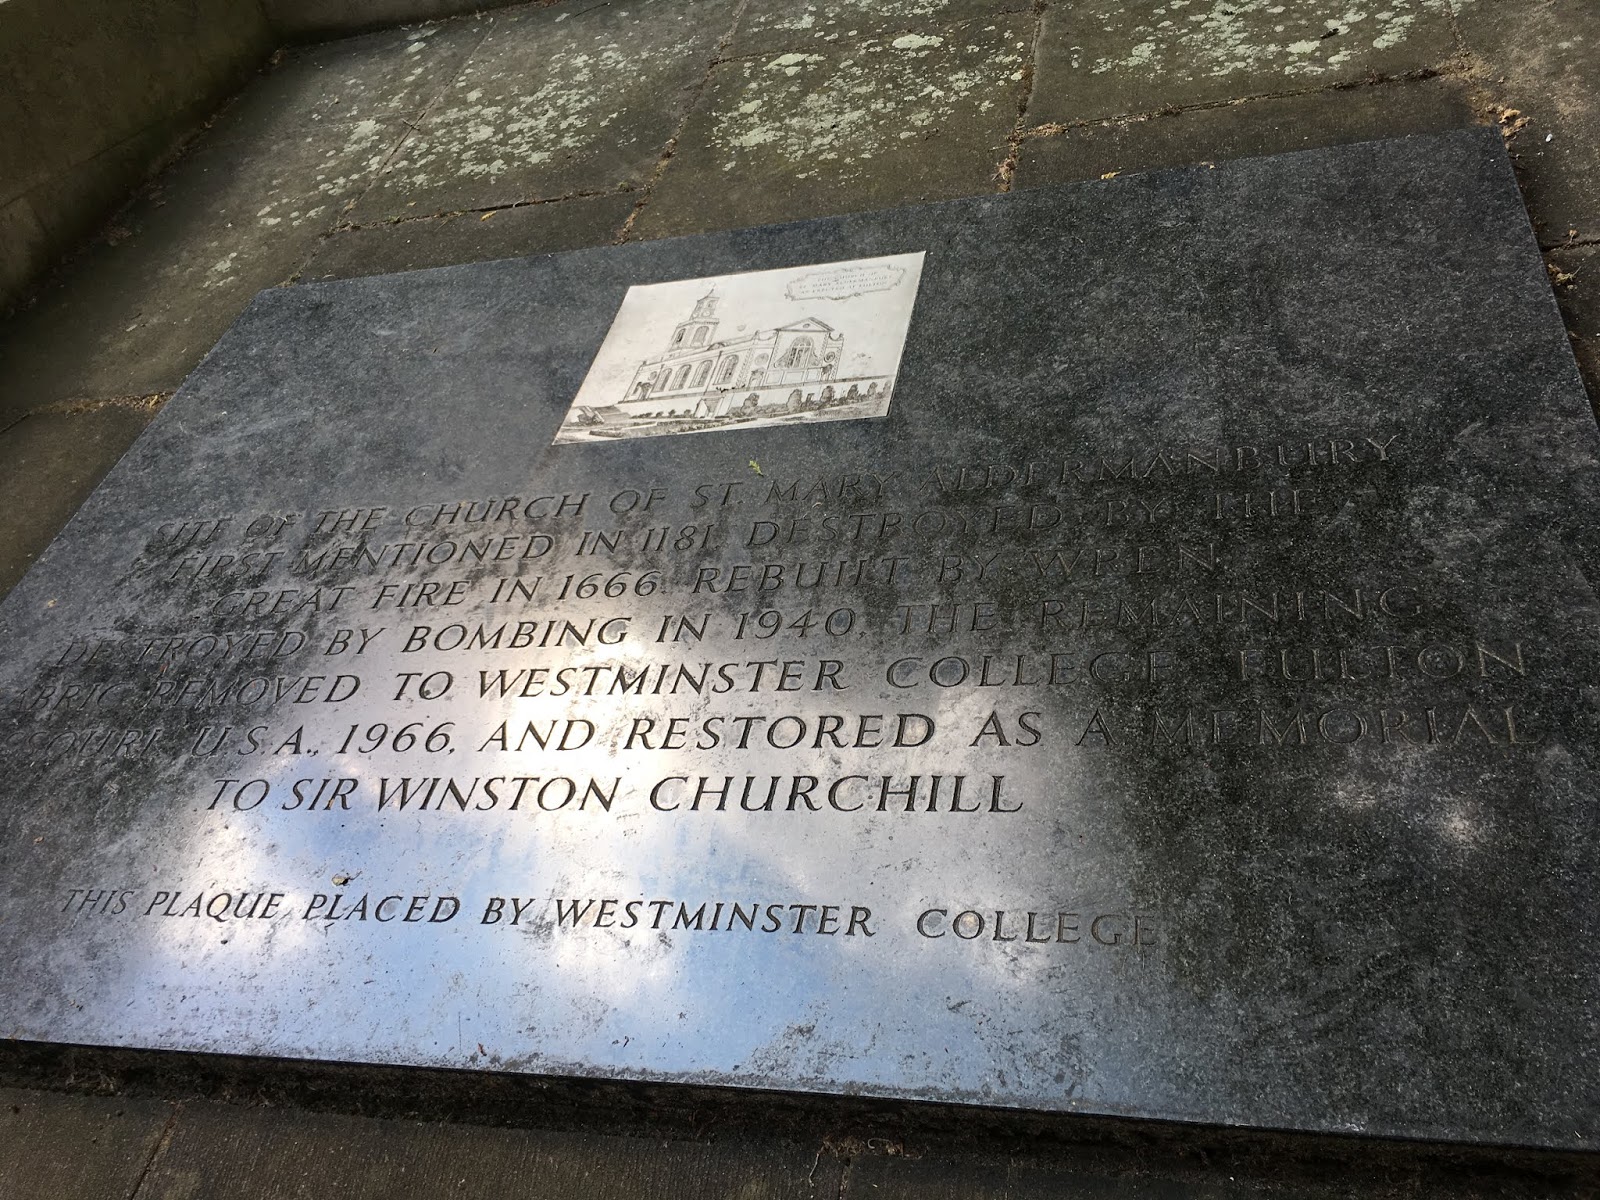 SITE OF THE CHURCH OF ST. MARY ALDERMANBURY
FIRST MENTIONED IN 1181. DESTROYED BY THE
GREAT FIRE IN 1666. REBUILT BY WREN.
DESTROYED BY BOMBING IN 1940. THE REMAINING
ABRIC REMOVED TO WESTMINSTER COLLEGE FULTON
SOURI. U.S.A., 1966, AND RESTORED AS A MEMORIAL
TO SIR WINSTON CHURCHILL
THIS PLAQUE PLACED BY WESTMINSTER COLLEGE